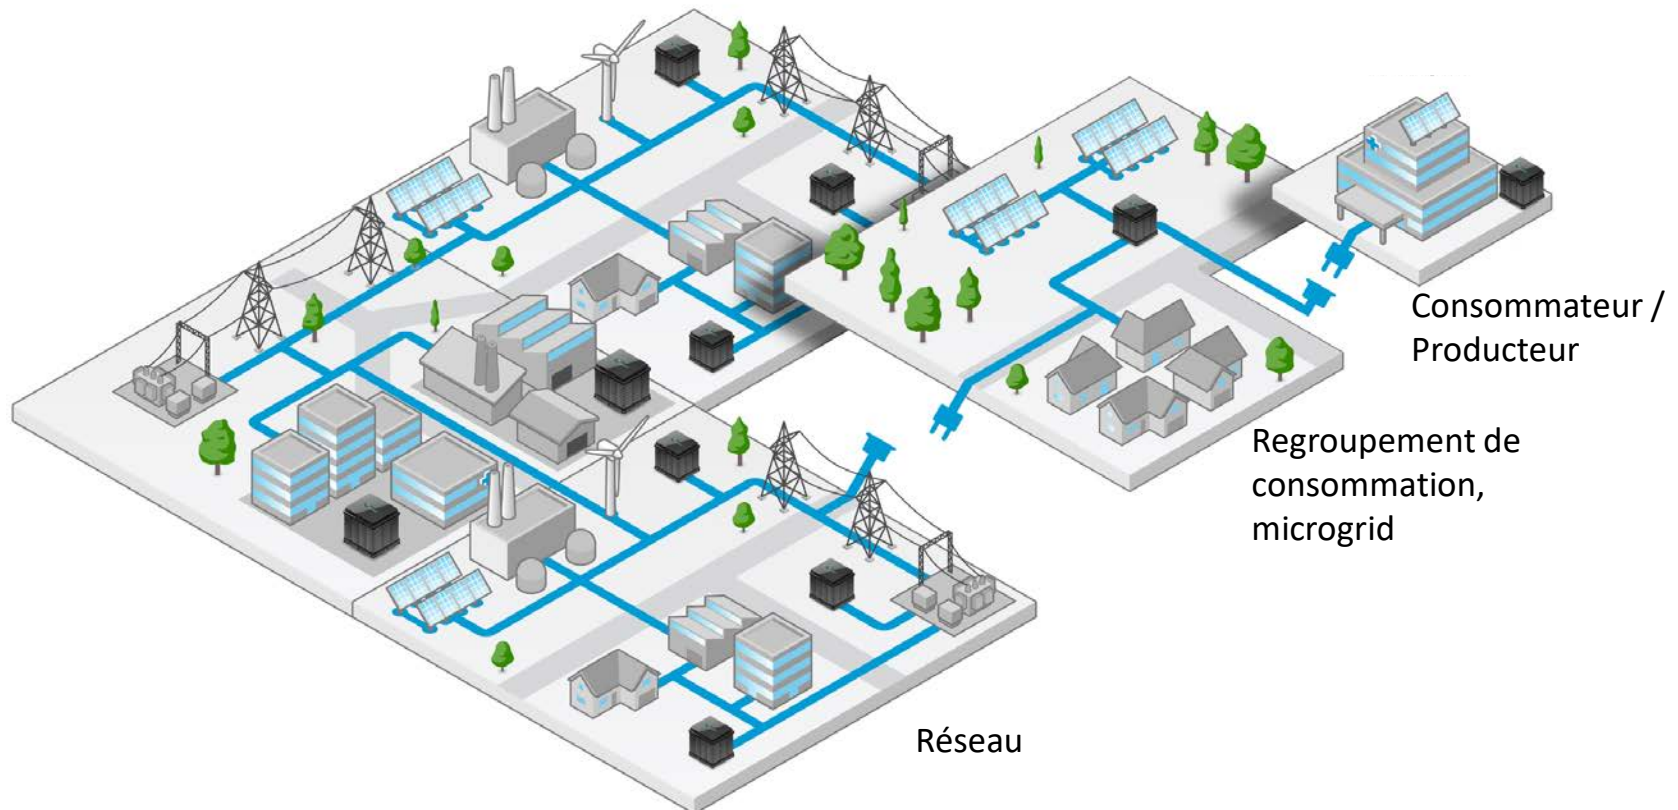 Consommateur /
Producteur
Regroupement de
consommation,
microgrid
Réseau